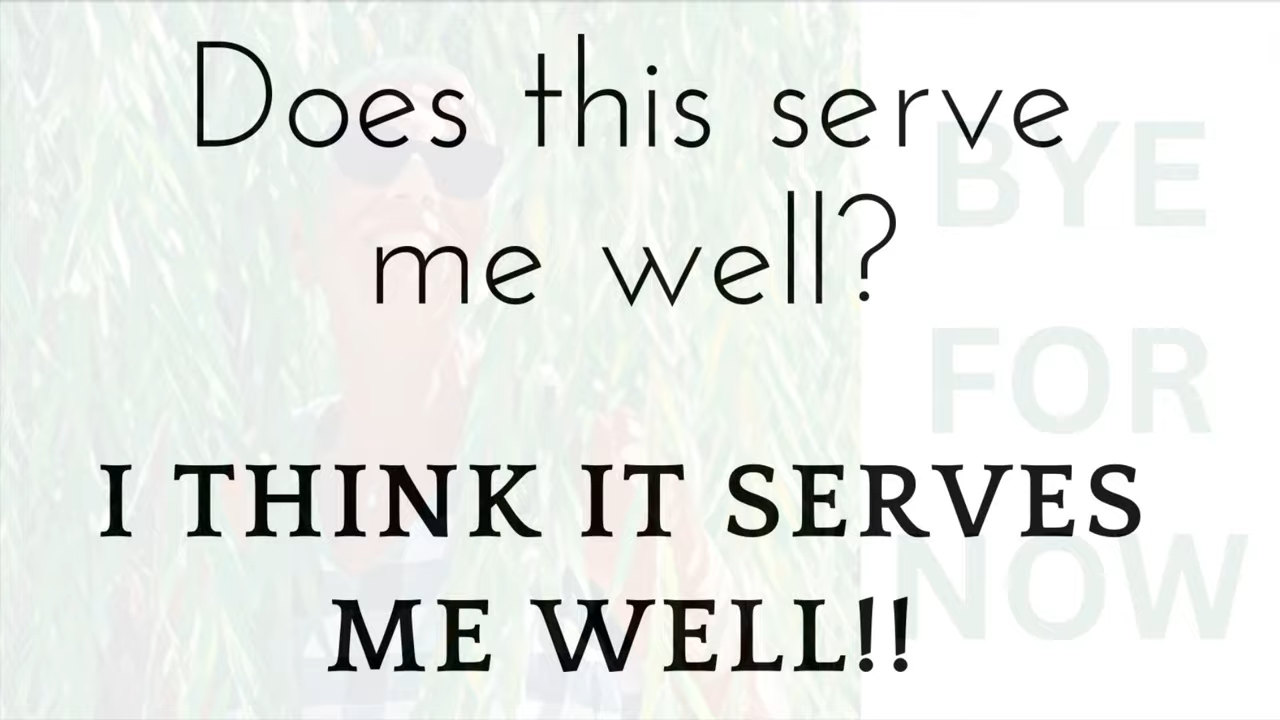 Does this serve
me well?
I THINK IT SERVES
ME WELL!!
BYE
FOR
NOW